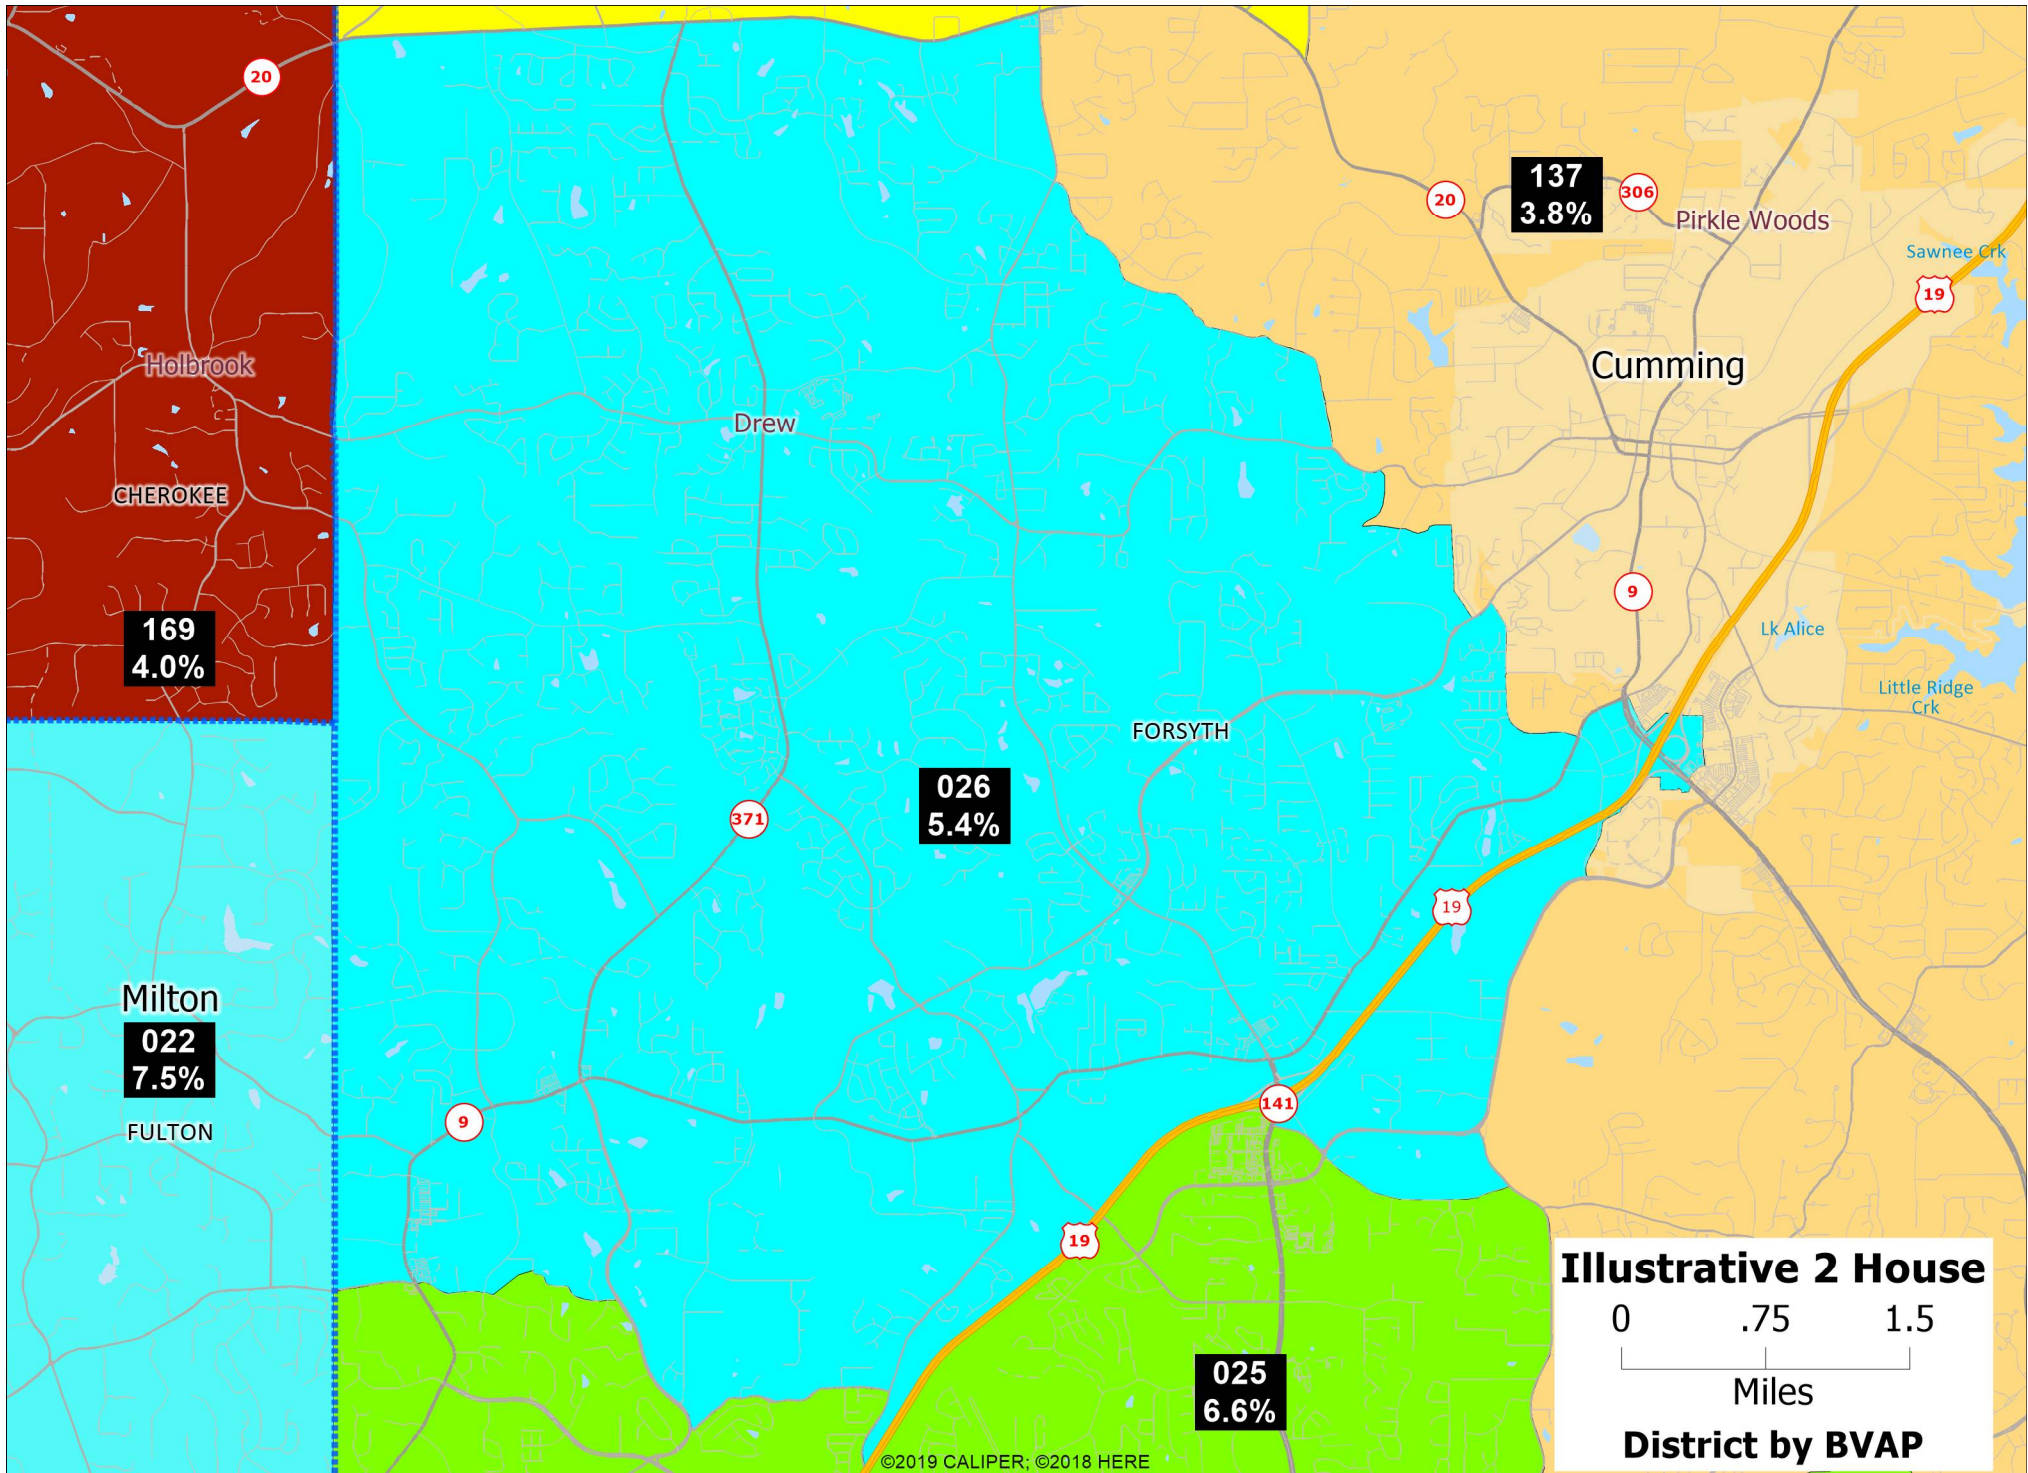 20
137
3.8%
306
20
Pirkle Woods
Sawnee Crk
19
Holbrook
Cumming
Drew
CHEROKEE
9
169
4.0%
Lk Alice
Little Ridge
Crk
FORSYTH
026
5.4%
371
19
Milton
022
7.5%
FULTON
9
141
19
025
6.6%
Illustrative 2 House
0 .75 1.5
Miles
District by BVAP
©2019 CALIPER; ©2018 HERE